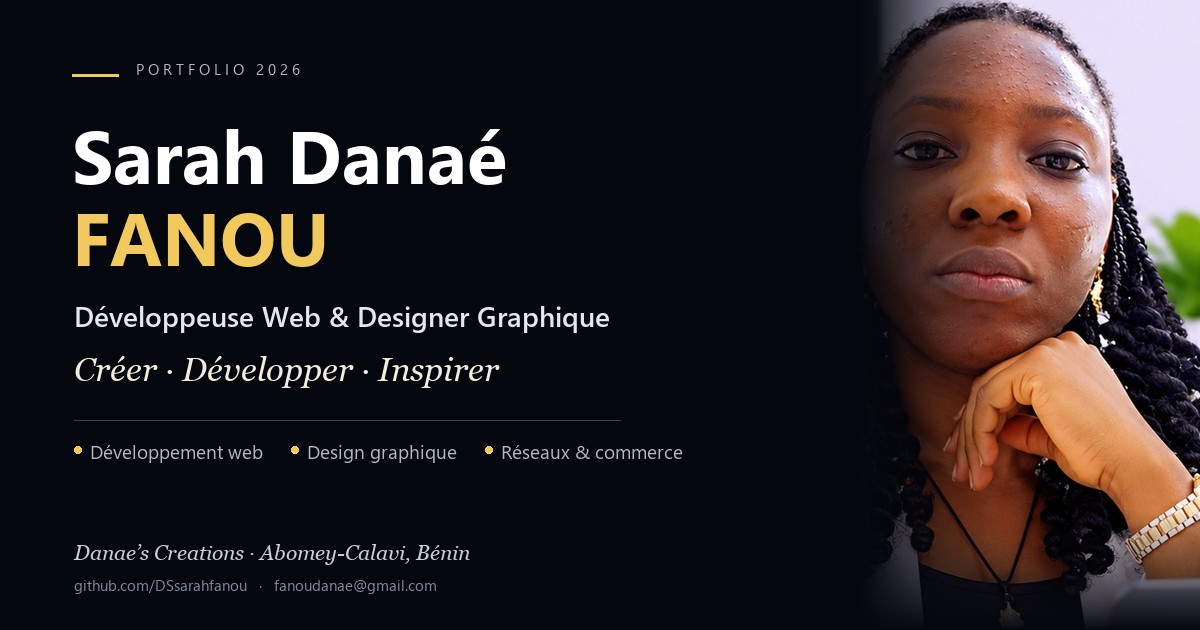 PORTFOLIO 2026
Sarah Danaé
FANOU
Développeuse Web & Designer Graphique
Créer · Développer · Inspirer
• Développement web • Design graphique • Réseaux & commerce
Danae’s Creations · Abomey-Calavi, Bénin
github.com/DSsarahfanou · fanoudanae@gmail.com